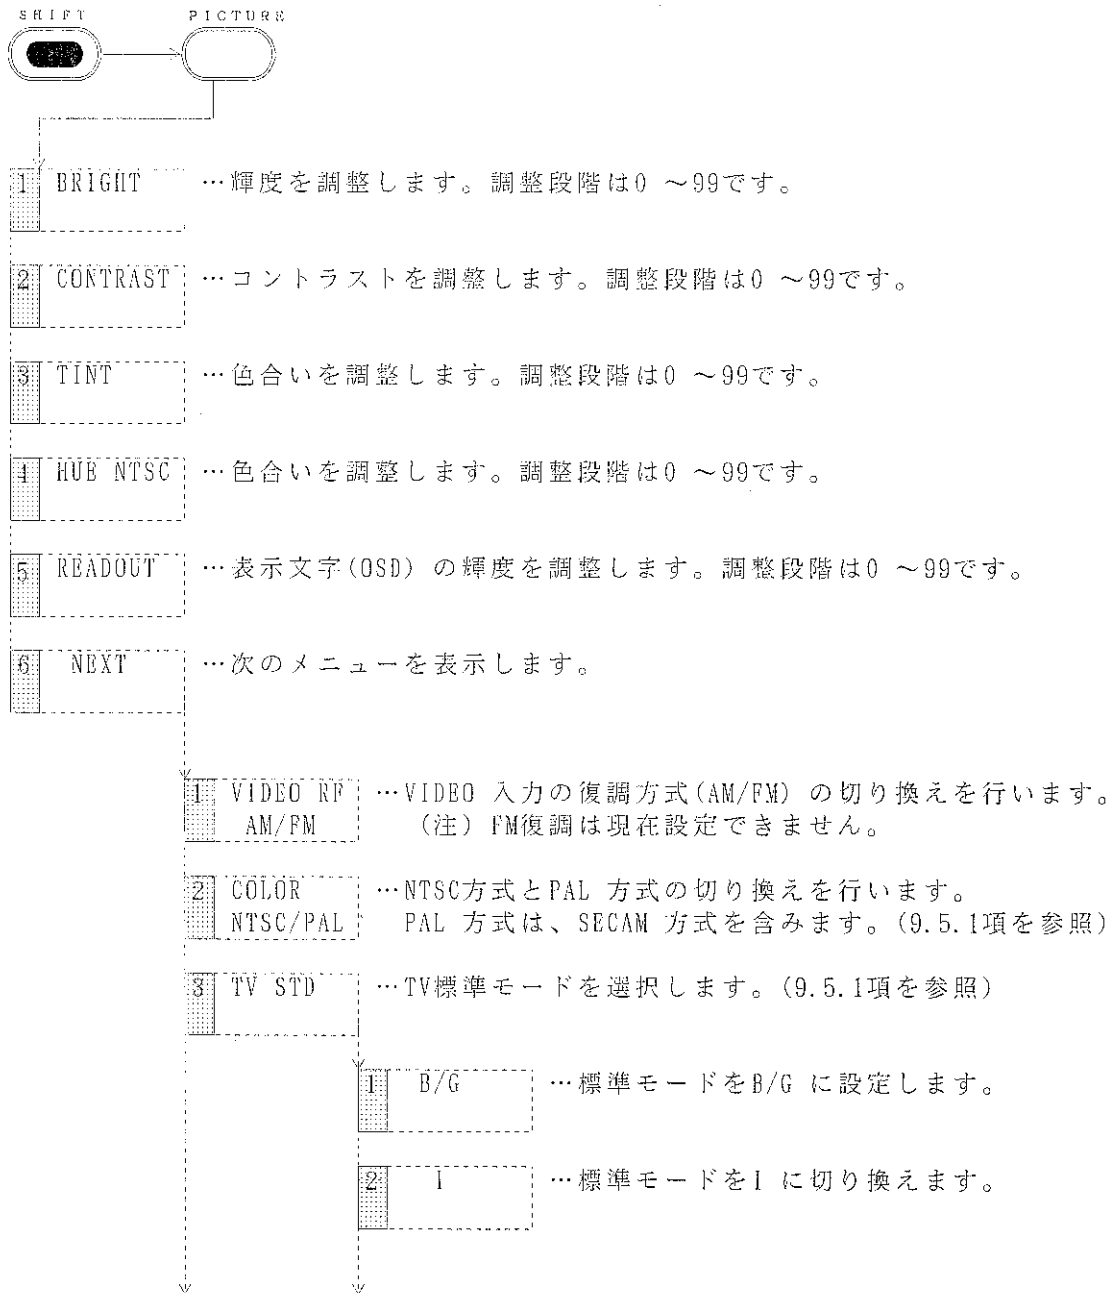 SHIFT PICTURE
1 BRIGHT …輝度を調整します。調整段階は0 ～99です。
2 CONTRAST …コントラストを調整します。調整段階は0 ～99です。
3 TINT …色合いを調整します。調整段階は0 ～99です。
4 HUE NTSC …色合いを調整します。調整段階は0 ～99です。
5 READOUT …表示文字(OSD) の輝度を調整します。調整段階は0 ～99です。
6 NEXT …次のメニューを表示します。
1 VIDEO RF …VIDEO 入力の復調方式(AM/FM) の切り換えを行います。
AM/FM (注) FM復調は現在設定できません。
2 COLOR …NTSC方式とPAL 方式の切り換えを行います。
NTSC/PAL PAL 方式は、SECAM 方式を含みます。(9.5.1項を参照)
3 TV STD …TV標準モードを選択します。(9.5.1項を参照)
1 B/G …標準モードをB/G に設定します。
2 I …標準モードをI に切り換えます。